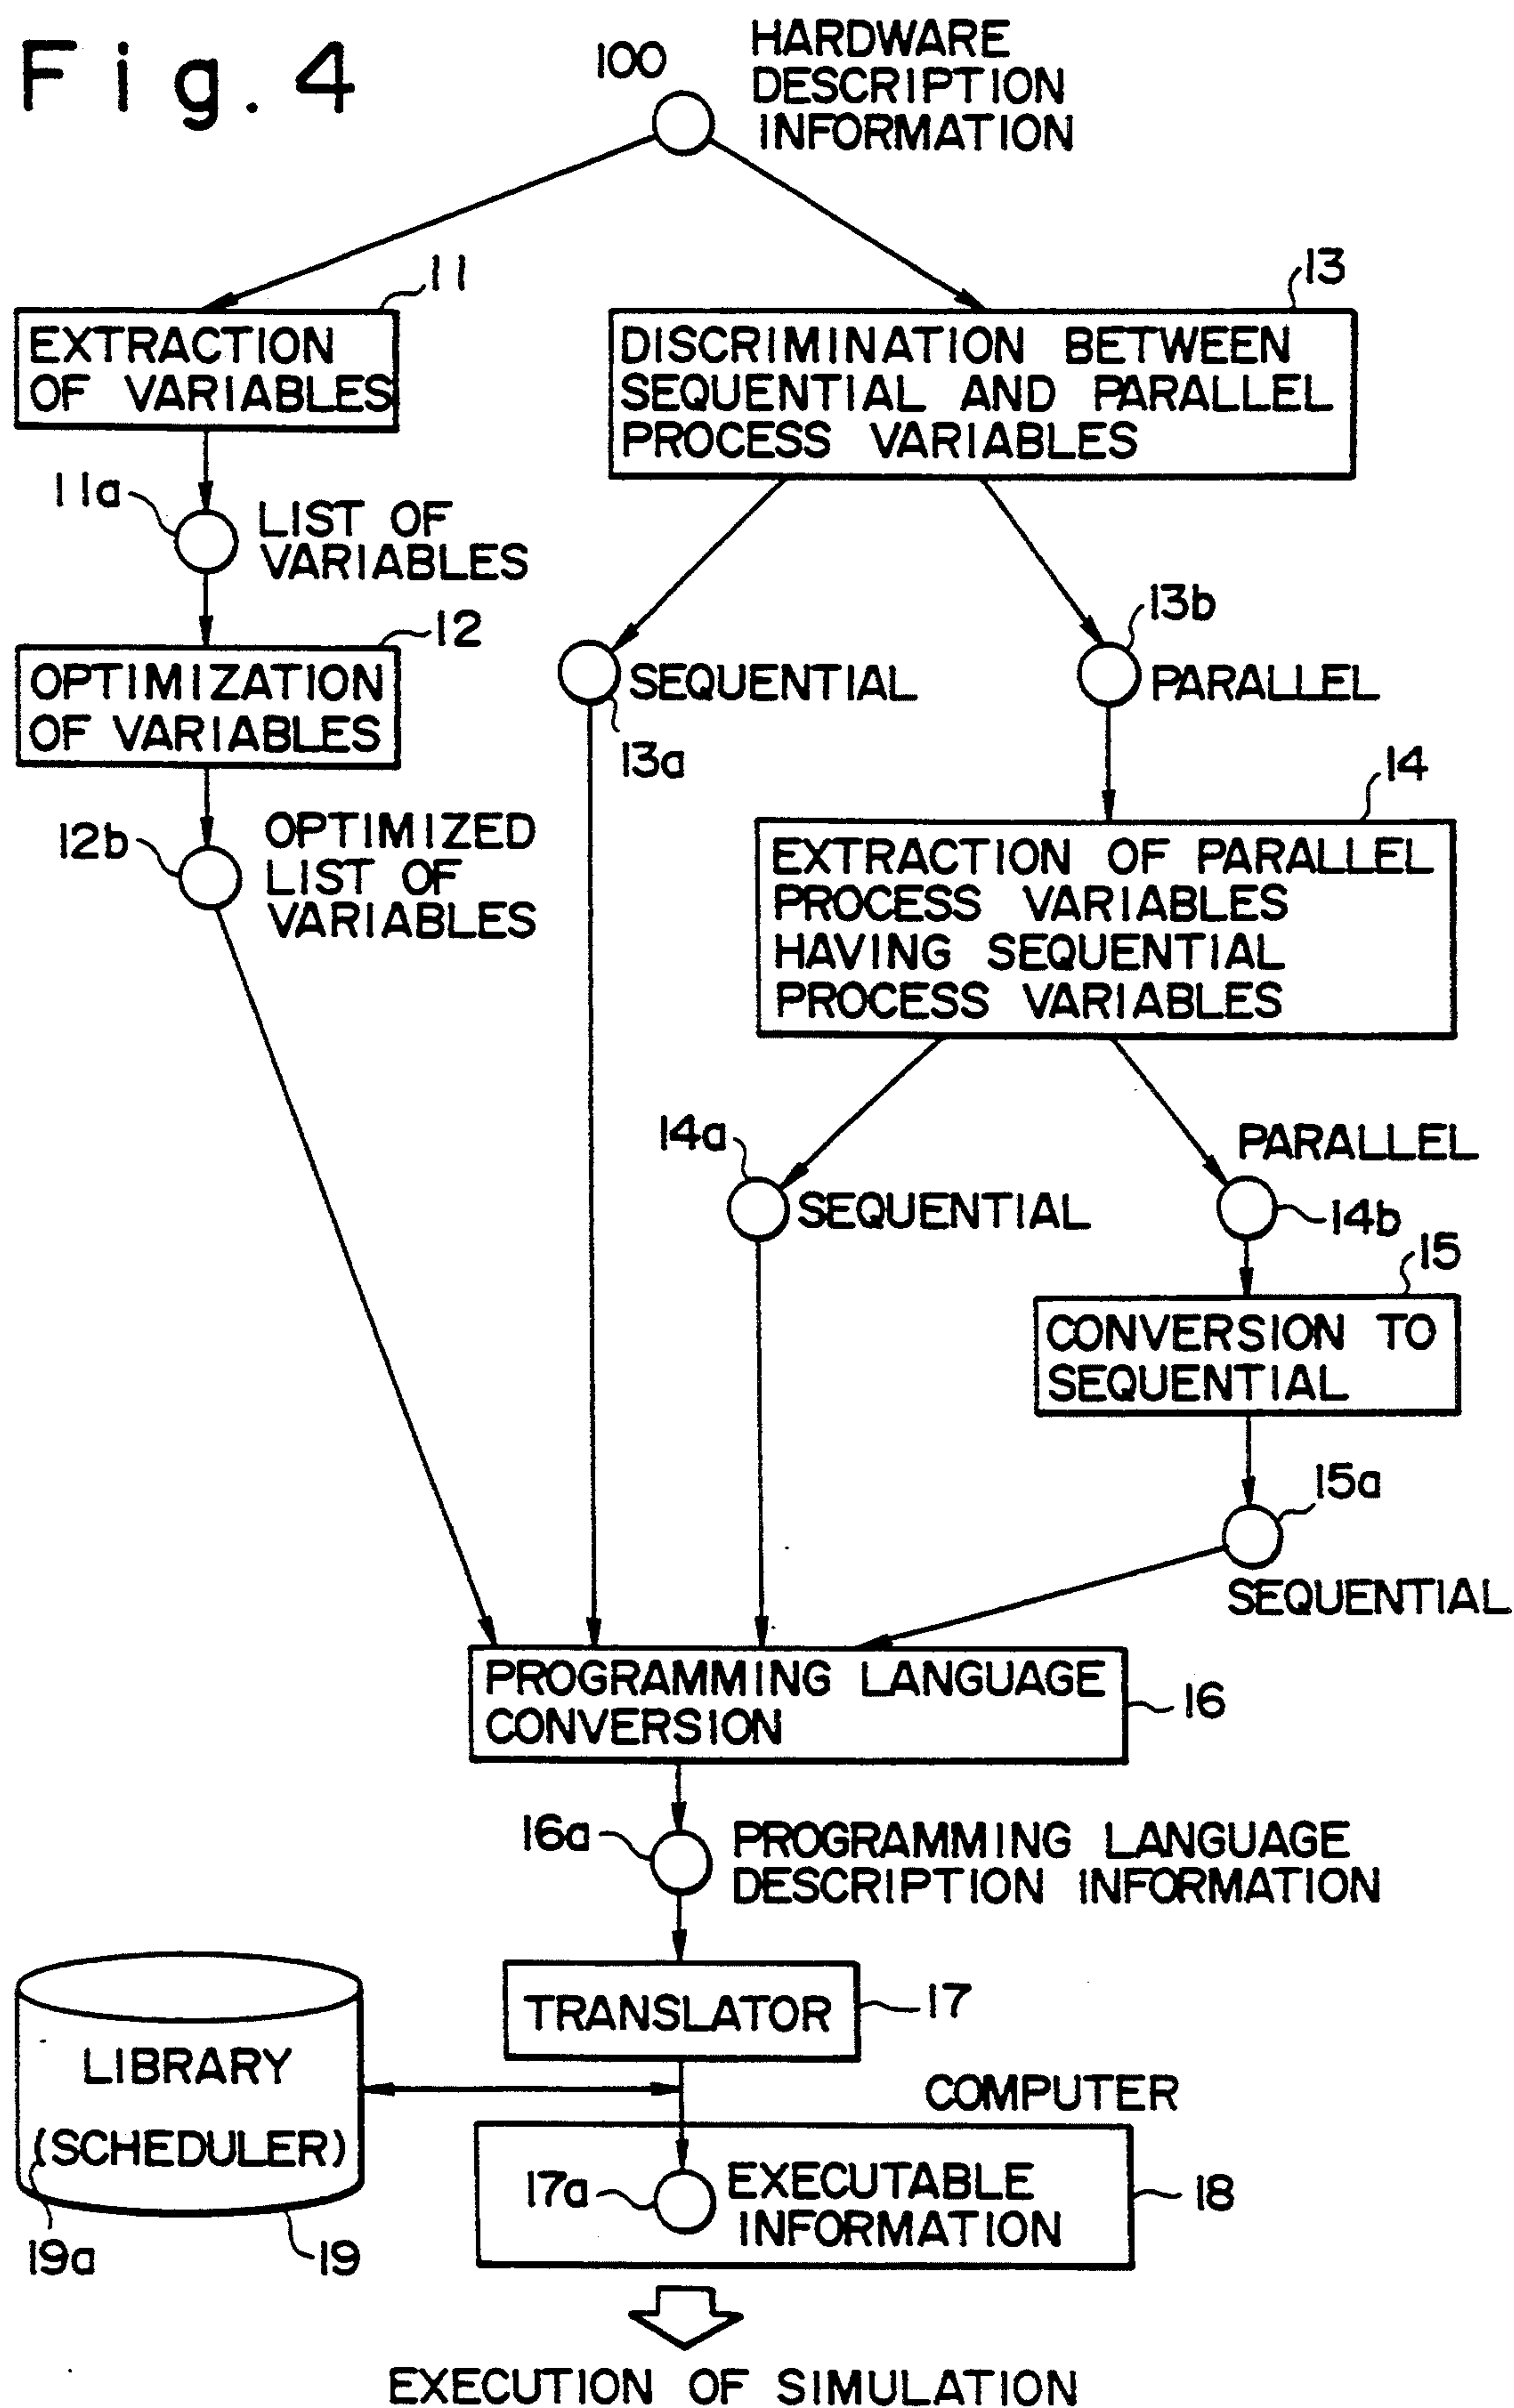 Fig. 4
100
HARDWARE
DESCRIPTION
INFORMATION
11
EXTRACTION
OF VARIABLES
13
DISCRIMINATION BETWEEN
SEQUENTIAL AND PARALLEL
PROCESS VARIABLES
11a
LIST OF
VARIABLES
12
OPTIMIZATION
OF VARIABLES
13a
SEQUENTIAL
13b
PARALLEL
12b
OPTIMIZED
LIST OF
VARIABLES
14
EXTRACTION OF PARALLEL
PROCESS VARIABLES
HAVING SEQUENTIAL
PROCESS VARIABLES
14a
SEQUENTIAL
PARALLEL
14b
15
CONVERSION TO
SEQUENTIAL
15a
SEQUENTIAL
PROGRAMMING LANGUAGE
CONVERSION
16
16a
PROGRAMMING LANGUAGE
DESCRIPTION INFORMATION
TRANSLATOR
17
LIBRARY
(SCHEDULER)
19a
19
COMPUTER
17a
EXECUTABLE
INFORMATION
18
EXECUTION OF SIMULATION